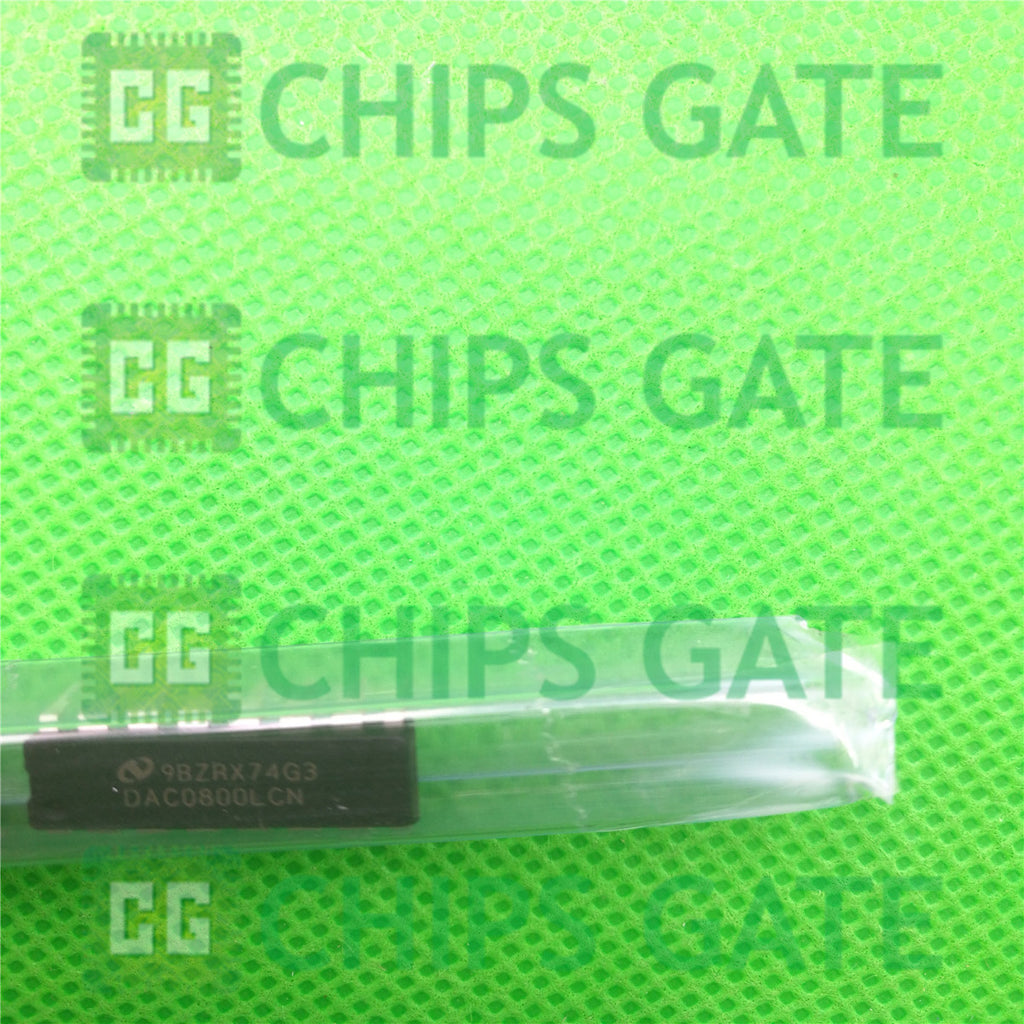 CG CHIPS GATE
CG CHIPS GATE
CG CHIPS GATE
9BZRX74G3
DAC0800LCN
CG CHIPS GATE